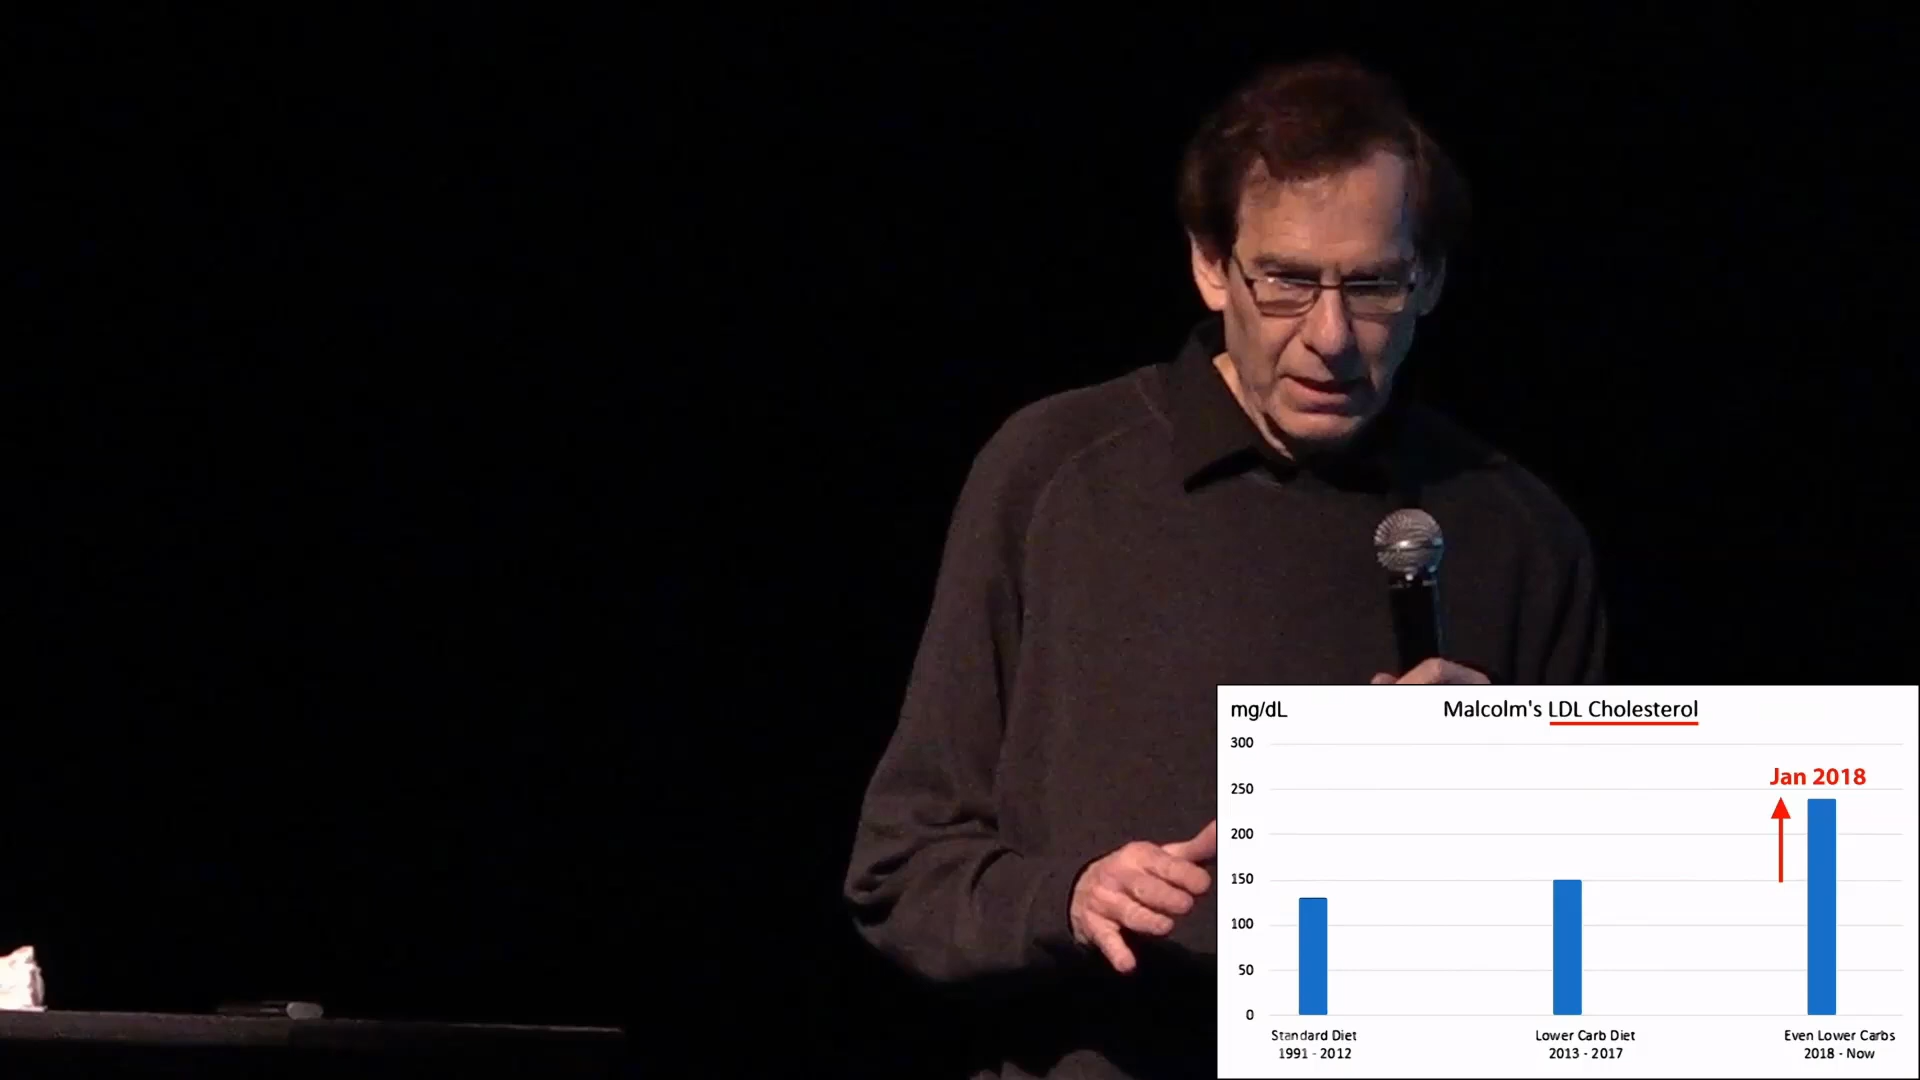 mg/dL
Malcolm's LDL Cholesterol
300
Jan 2018
250
200
150
100
50
0
Standard Diet
1991 - 2012
Lower Carb Diet
2013 - 2017
Even Lower Carbs
2018 - Now